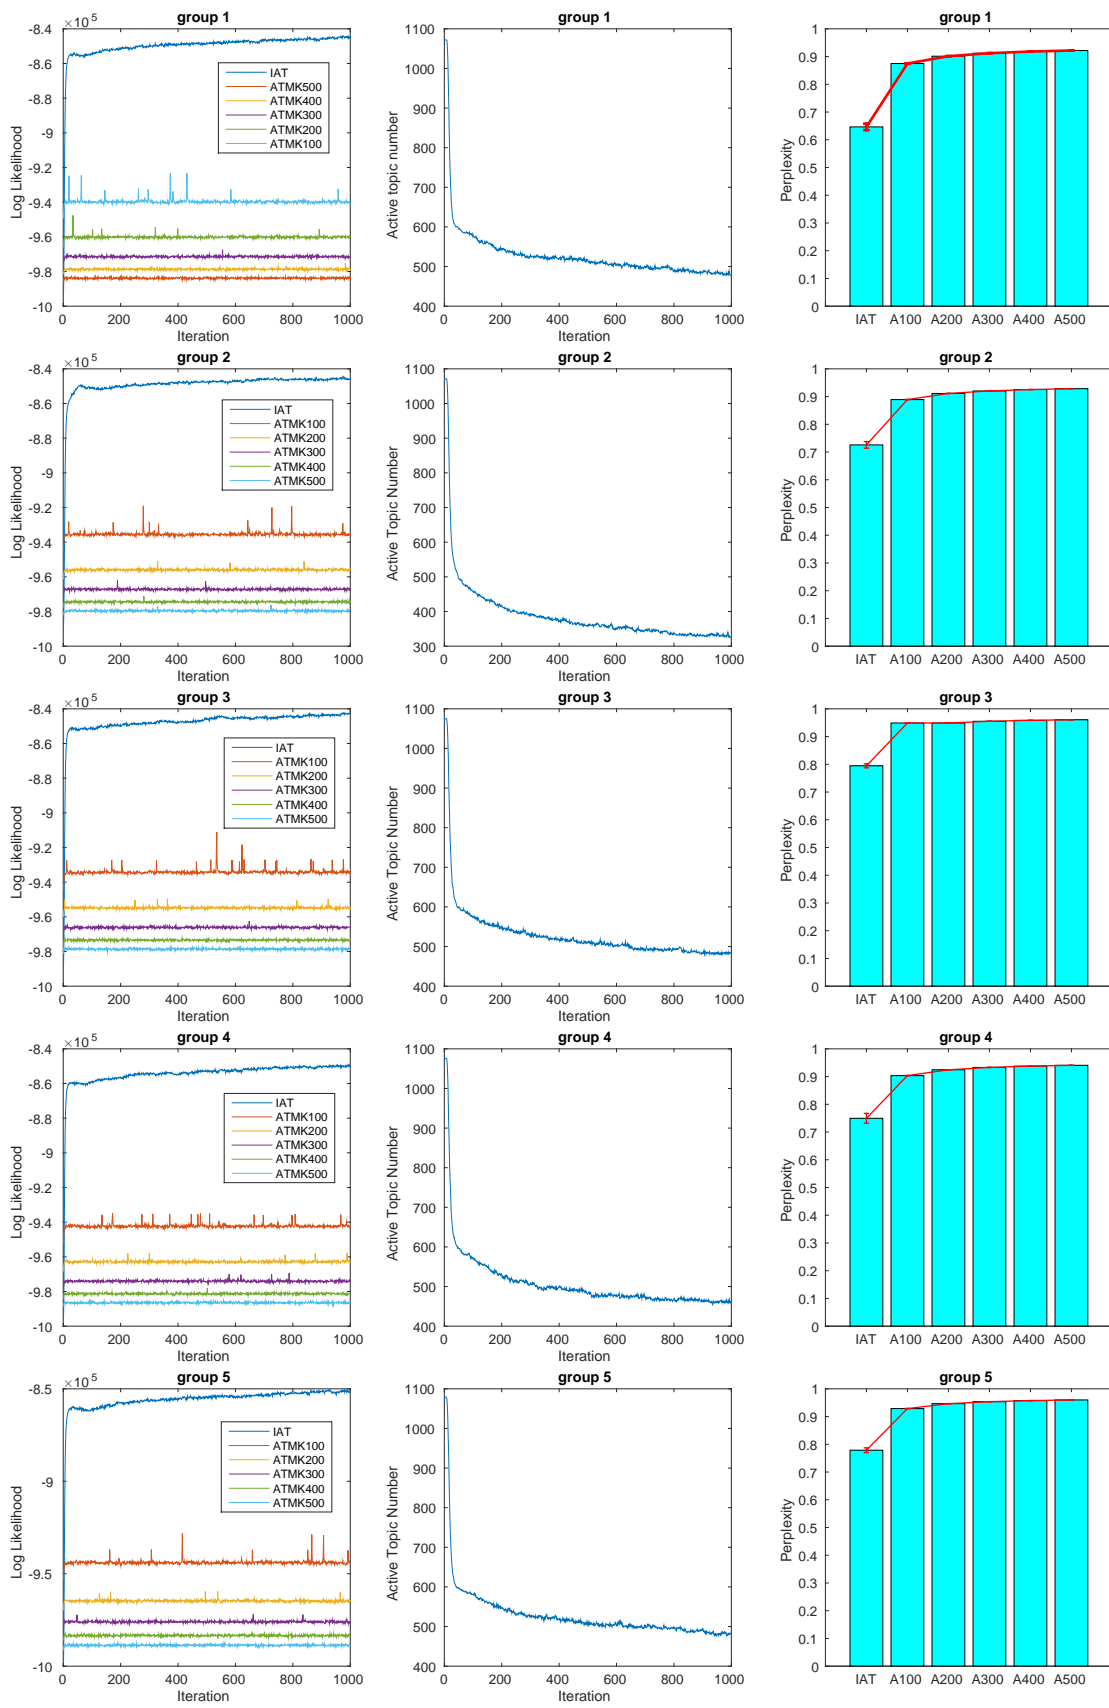 group 1
×10 5
-8.4
-8.6
-8.8
-9
-9.2
-9.4
-9.6
-9.8
-10
Log Likelihood
IAT
ATMK500
ATMK400
ATMK300
ATMK200
ATMK100
0 200 400 600 800 1000
Iteration
group 1
1100
1000
900
800
700
600
500
400
Active topic number
0 200 400 600 800 1000
Iteration
group 1
1
0.9
0.8
0.7
0.6
0.5
0.4
0.3
0.2
0.1
0
Perplexity
IAT A100 A200 A300 A400 A500
group 2
×10 5
-8.4
-8.6
-8.8
-9
-9.2
-9.4
-9.6
-9.8
-10
Log Likelihood
IAT
ATMK100
ATMK200
ATMK300
ATMK400
ATMK500
0 200 400 600 800 1000
Iteration
group 2
1100
1000
900
800
700
600
500
400
300
Active Topic Number
0 200 400 600 800 1000
Iteration
group 2
1
0.9
0.8
0.7
0.6
0.5
0.4
0.3
0.2
0.1
0
Perplexity
IAT A100 A200 A300 A400 A500
group 3
×10 5
-8.4
-8.6
-8.8
-9
-9.2
-9.4
-9.6
-9.8
-10
Log Likelihood
IAT
ATMK100
ATMK200
ATMK300
ATMK400
ATMK500
0 200 400 600 800 1000
Iteration
group 3
1100
1000
900
800
700
600
500
400
Active Topic Number
0 200 400 600 800 1000
Iteration
group 3
1
0.9
0.8
0.7
0.6
0.5
0.4
0.3
0.2
0.1
0
Perplexity
IAT A100 A200 A300 A400 A500
group 4
×10 5
-8.4
-8.6
-8.8
-9
-9.2
-9.4
-9.6
-9.8
-10
Log Likelihood
IAT
ATMK100
ATMK200
ATMK300
ATMK400
ATMK500
0 200 400 600 800 1000
Iteration
group 4
1100
1000
900
800
700
600
500
400
Active Topic Number
0 200 400 600 800 1000
Iteration
group 4
1
0.9
0.8
0.7
0.6
0.5
0.4
0.3
0.2
0.1
0
Perplexity
IAT A100 A200 A300 A400 A500
group 5
×10 5
-8.5
-9
-9.5
-10
Log Likelihood
IAT
ATMK100
ATMK200
ATMK300
ATMK400
ATMK500
0 200 400 600 800 1000
Iteration
group 5
1100
1000
900
800
700
600
500
400
Active Topic Number
0 200 400 600 800 1000
Iteration
group 5
1
0.9
0.8
0.7
0.6
0.5
0.4
0.3
0.2
0.1
0
Perplexity
IAT A100 A200 A300 A400 A500